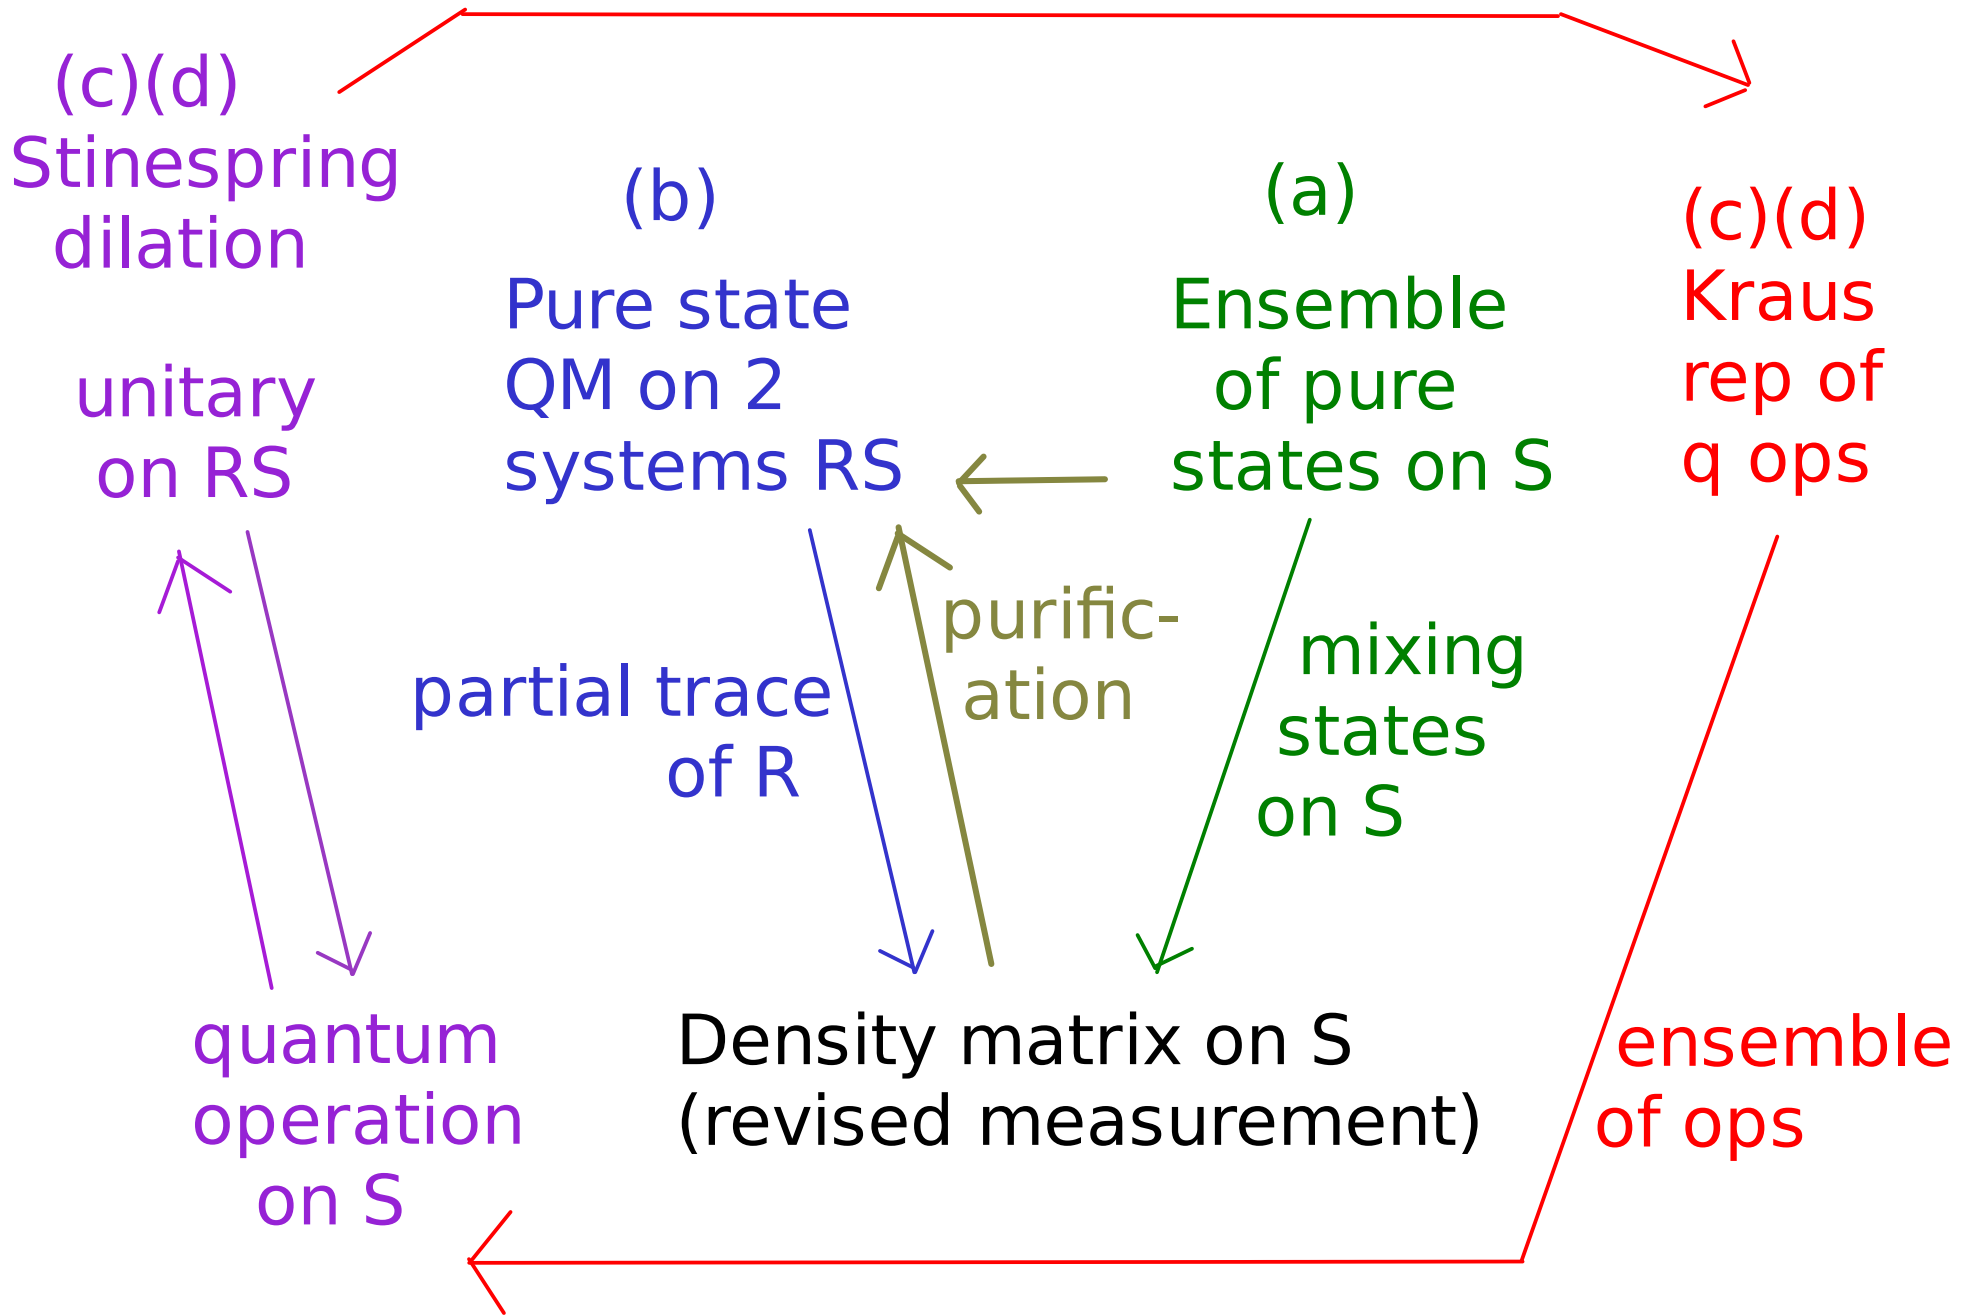 (c)(d)
Stinespring
dilation
unitary
on RS
(b)
Pure state
QM on 2
systems RS
(a)
Ensemble
of pure
states on S
(c)(d)
Kraus
rep of
q ops
partial trace
of R
purific-
ation
mixing
states
on S
quantum
operation
on S
Density matrix on S
(revised measurement)
ensemble
of ops